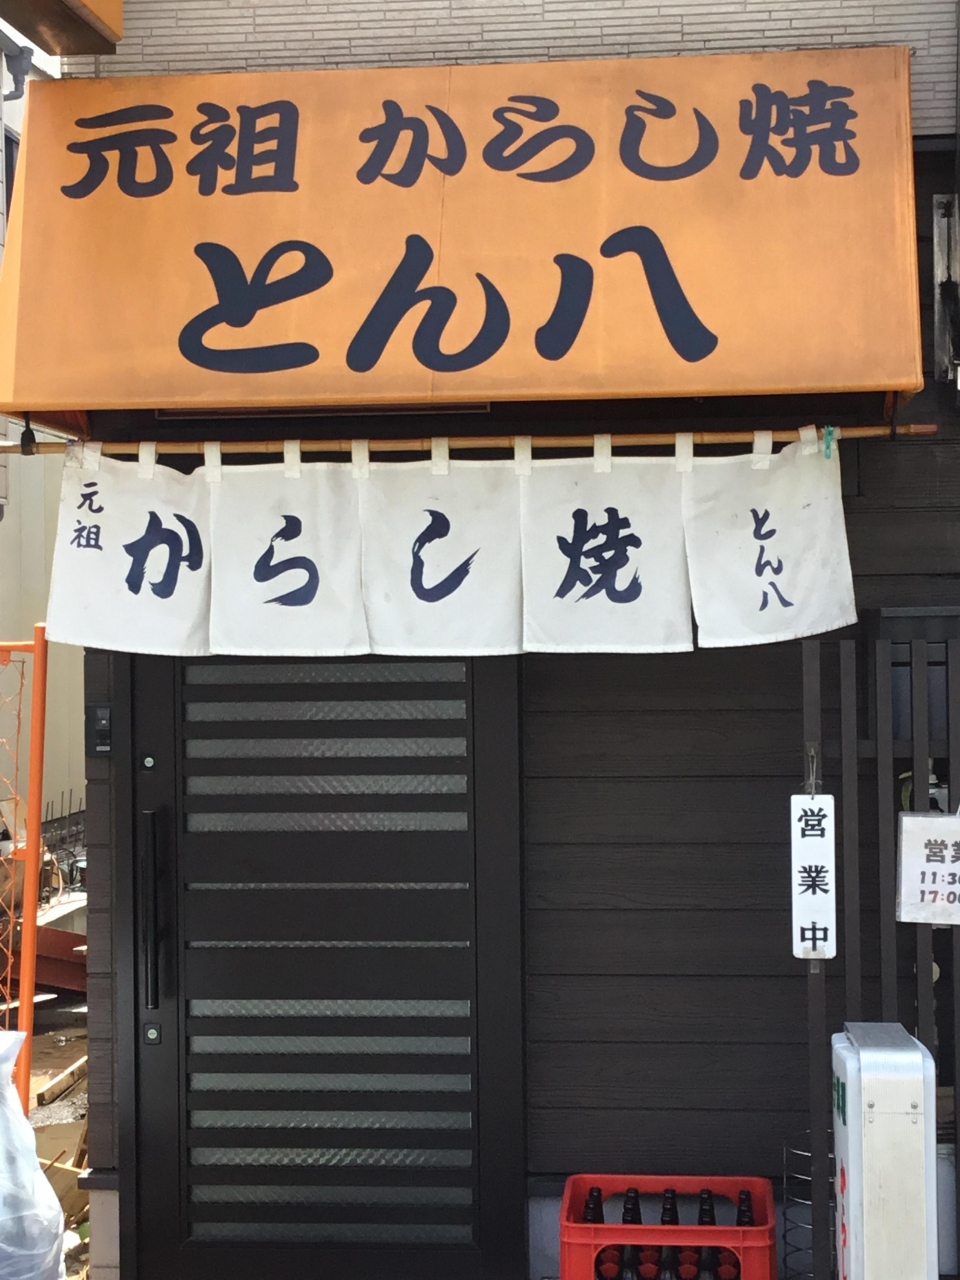 元祖 からし焼
とん八
元祖
からし焼
とん八
営業中
営業
11:30
17:00